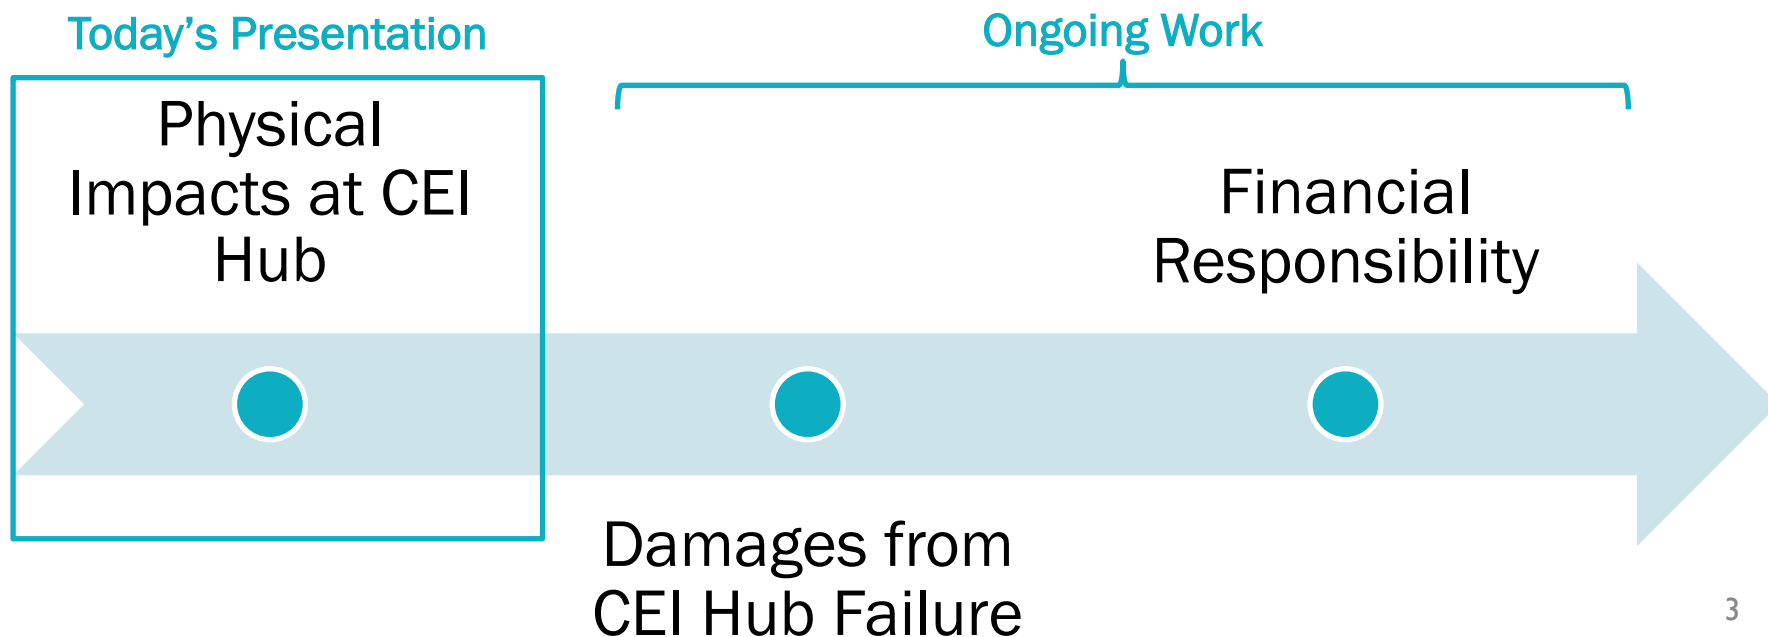 Today's Presentation
Ongoing Work
Physical
Impacts at CEI
Hub
Financial
Responsibility
Damages from
CEI Hub Failure
3